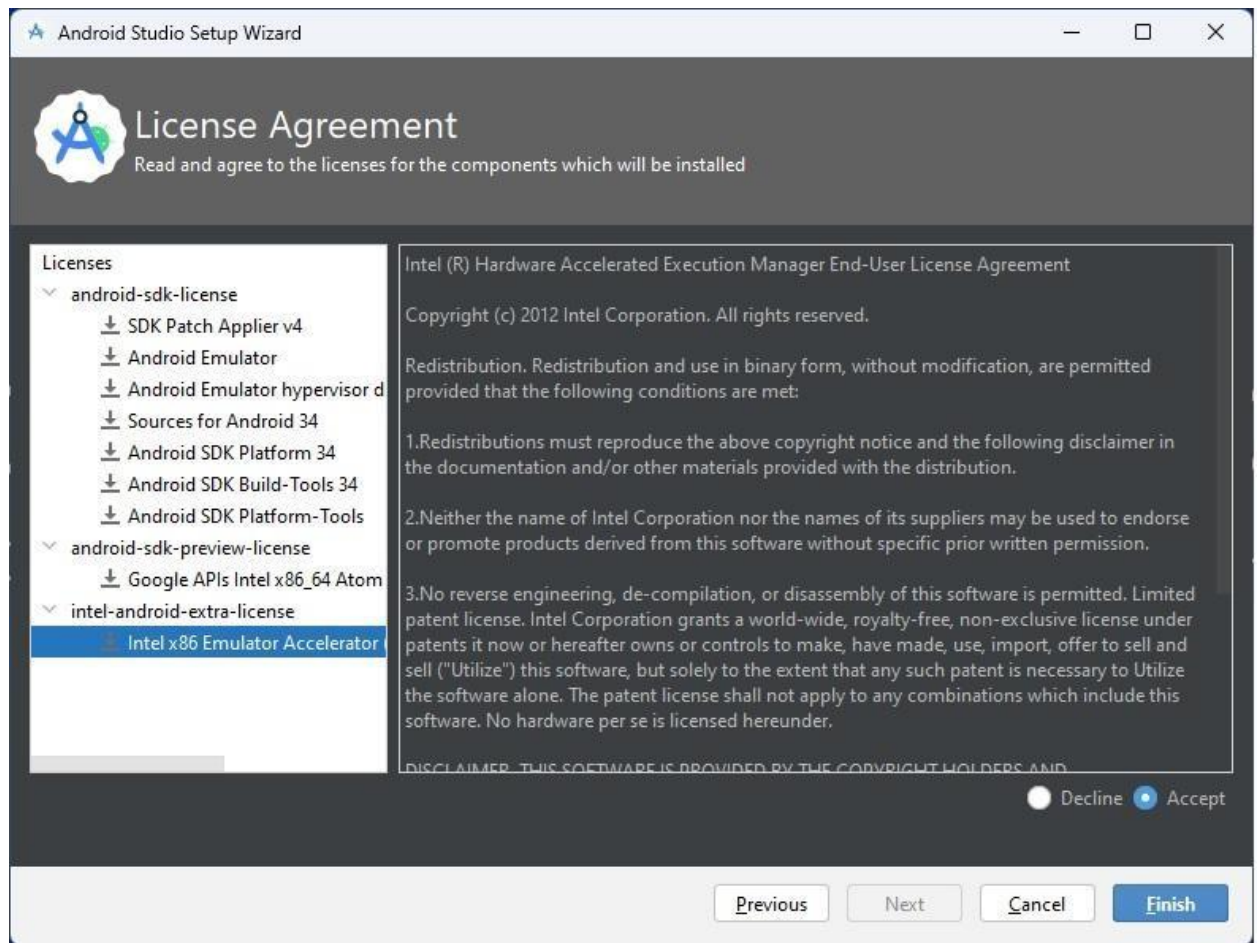 Android Studio Setup Wizard
License Agreement
Read and agree to the licenses for the components which will be installed
Licenses
android-sdk-license
SDK Patch Applier v4
Android Emulator
Android Emulator hypervisor d
Sources for Android 34
Android SDK Platform 34
Android SDK Build-Tools 34
Android SDK Platform-Tools
android-sdk-preview-license
Google APIs Intel x86_64 Atom
intel-android-extra-license
Intel x86 Emulator Accelerator (
Intel (R) Hardware Accelerated Execution Manager End-User License Agreement
Copyright (c) 2012 Intel Corporation. All rights reserved.
Redistribution. Redistribution and use in binary form, without modification, are permitted
provided that the following conditions are met:
1.Redistributions must reproduce the above copyright notice and the following disclaimer in
the documentation and/or other materials provided with the distribution.
2.Neither the name of Intel Corporation nor the names of its suppliers may be used to endorse
or promote products derived from this software without specific prior written permission.
3.No reverse engineering, de-compilation, or disassembly of this software is permitted. Limited
patent license. Intel Corporation grants a world-wide, royalty-free, non-exclusive license under
patents it now or hereafter owns or controls to make, have made, use, import, offer to sell and
sell ("Utilize") this software, but solely to the extent that any such patent is necessary to Utilize
the software alone. The patent license shall not apply to any combinations which include this
software. No hardware per se is licensed hereunder.
DISCLAIMER. THIS SOFTWARE IS PROVIDED BY THE COPYRIGHT HOLDERS AND
Decline Accept
Previous Next Cancel Finish